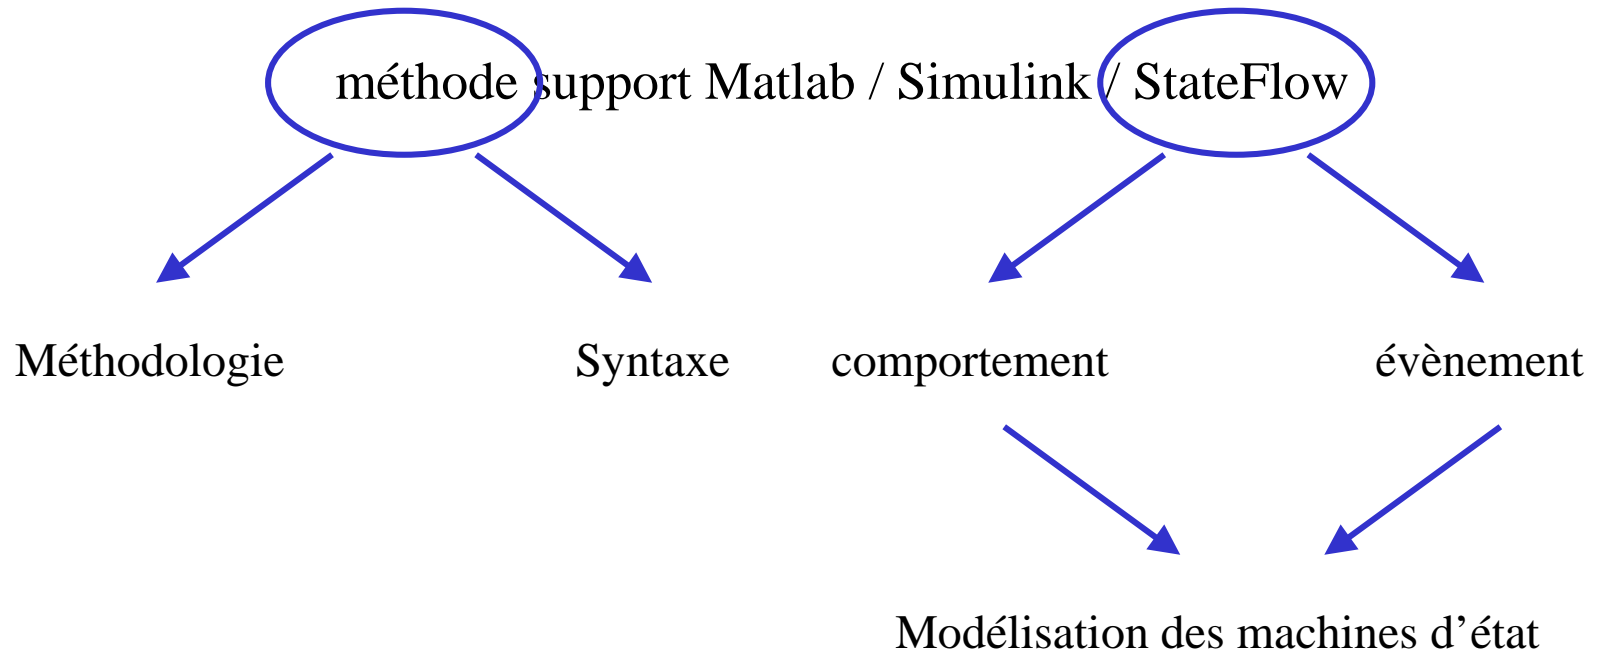 méthode support Matlab / Simulink / StateFlow
Méthodologie Syntaxe comportement évènement
Modélisation des machines d’état